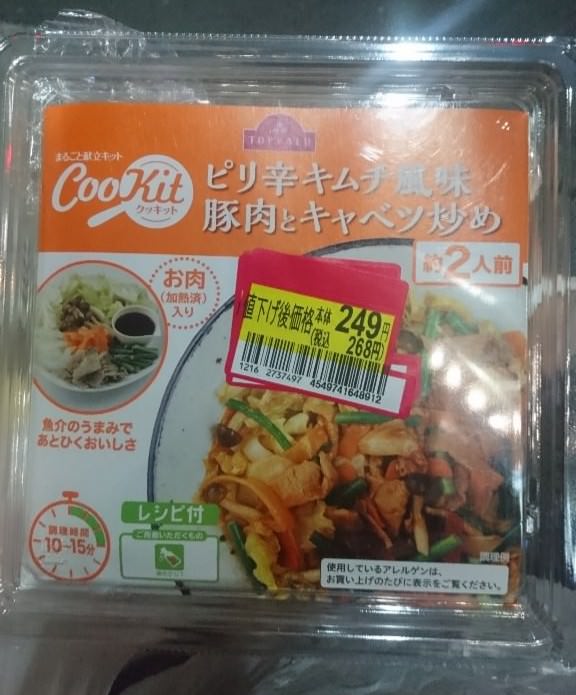 TOPVALU
まるごと献立キット
CooKit
クッキット
ピリ辛キムチ風味
豚肉とキャベツ炒め
約2人前
お肉
(加熱済)
入り
値下げ後価格 本体 249円
(税込 268円)
1216 2737497 4549741648912
魚介のうまみで
あとひくおいしさ
レシピ付
ご用意いただくもの
調理時間
10~15分
調理例
使用しているアレルゲンは、
お買い上げのたびに表示をご覧ください。